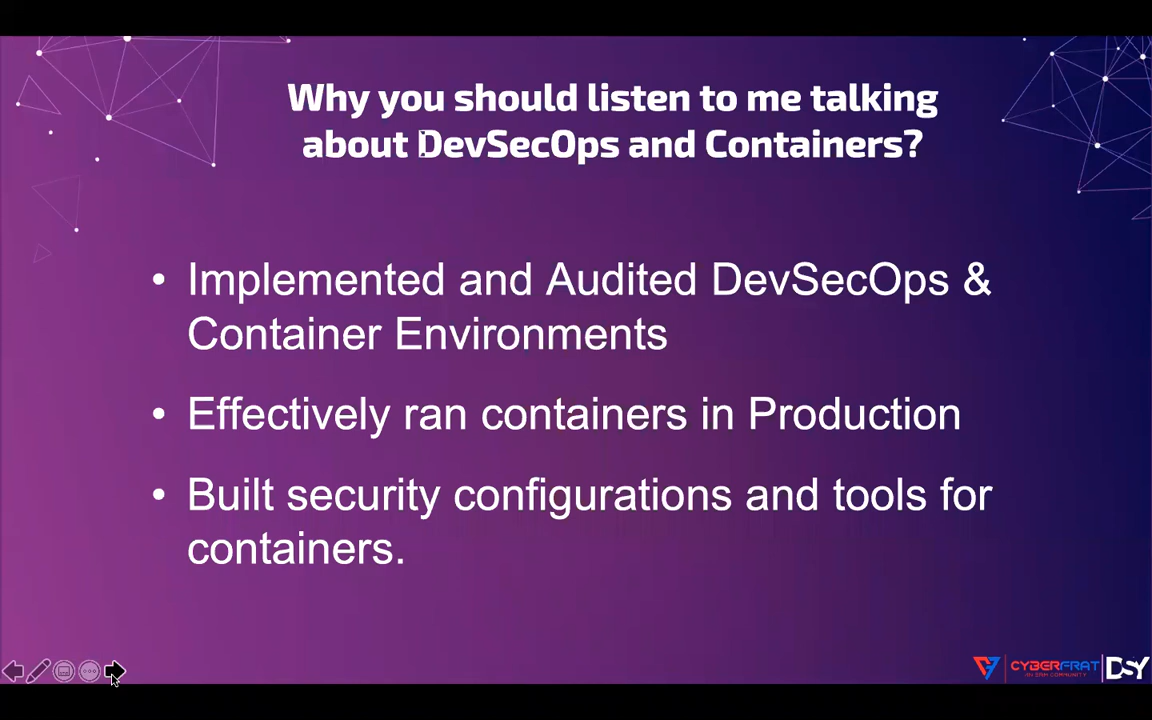 Why you should listen to me talking
about DevSecOps and Containers?
• Implemented and Audited DevSecOps &
Container Environments
• Effectively ran containers in Production
• Built security configurations and tools for
containers.
CYBERFRAT
DSY